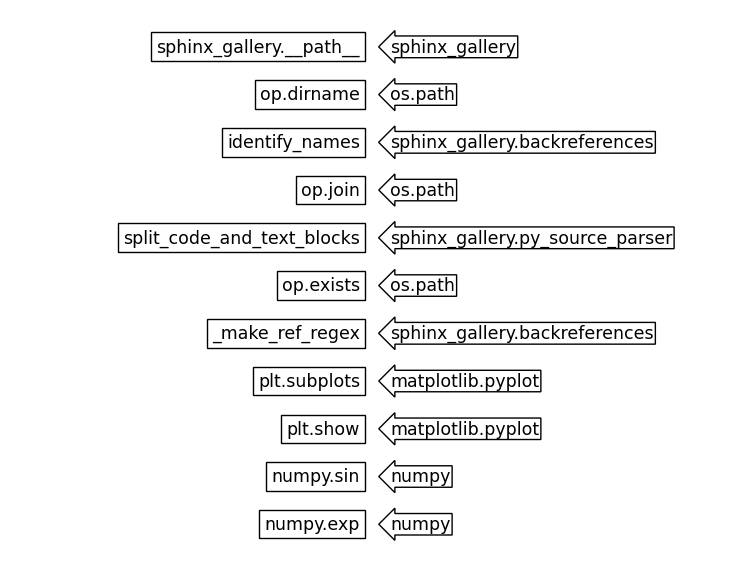 sphinx_gallery.__path__ sphinx_gallery
op.dirname os.path
identify_names sphinx_gallery.backreferences
op.join os.path
split_code_and_text_blocks sphinx_gallery.py_source_parser
op.exists os.path
_make_ref_regex sphinx_gallery.backreferences
plt.subplots matplotlib.pyplot
plt.show matplotlib.pyplot
numpy.sin numpy
numpy.exp numpy